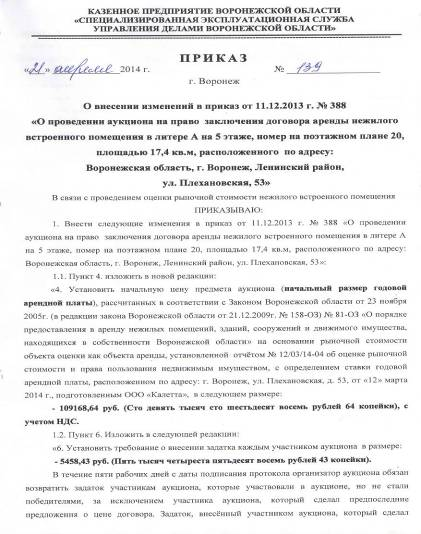 КАЗЕННОЕ ПРЕДПРИЯТИЕ ВОРОНЕЖСКОЙ ОБЛАСТИ
«СПЕЦИАЛИЗИРОВАННАЯ ЭКСПЛУАТАЦИОННАЯ СЛУЖБА
УПРАВЛЕНИЯ ДЕЛАМИ ВОРОНЕЖСКОЙ ОБЛАСТИ»
ПРИКАЗ
«21» апреля 2014 г. № 139
г. Воронеж
О внесении изменений в приказ от 11.12.2013 г. № 388
«О проведении аукциона на право заключения договора аренды нежилого
встроенного помещения в литере А на 5 этаже, номер на поэтажном плане 20,
площадью 17,4 кв.м, расположенного по адресу:
Воронежская область, г. Воронеж, Ленинский район,
ул. Плехановская, 53»
В связи с проведением оценки рыночной стоимости нежилого встроенного помещения
ПРИКАЗЫВАЮ:
1. Внести следующие изменения в приказ от 11.12.2013 г. № 388 «О проведении
аукциона на право заключения договора аренды нежилого встроенного помещения в литере А
на 5 этаже, номер на поэтажном плане 20, площадью 17,4 кв.м, расположенного по адресу:
Воронежская область, г. Воронеж, Ленинский район, ул. Плехановская, 53»:
1.1. Пункт 4. изложить в новой редакции:
«4. Установить начальную цену предмета аукциона (начальный размер годовой
арендной платы), рассчитанных в соответствии с Законом Воронежской области от 23 ноября
2005г. (в редакции закона Воронежской области от 21.12.2009г. № 158-ОЗ) № 81-ОЗ «О порядке
предоставления в аренду нежилых помещений, зданий, сооружений и движимого имущества,
находящихся в собственности Воронежской области» на основании рыночной стоимости
объекта оценки как объекта аренды, установленной отчётом № 12/03/14-04 об оценке рыночной
стоимости и права пользования недвижимым имуществом, с определением ставки годовой
арендной платы, расположенном по адресу: г. Воронеж, ул. Плехановская, д. 53, от «12» марта
2014 г., подготовленным ООО «Калетта», в следующем размере:
- 109168,64 руб. (Сто девять тысяч сто шестьдесят восемь рублей 64 копейки), с
учетом НДС.
1.2. Пункт 6. Изложить в следующей редакции:
«6. Установить требование о внесении задатка каждым участником аукциона в размере:
- 5458,43 руб. (Пять тысяч четыреста пятьдесят восемь рублей 43 копейки).
В течение пяти рабочих дней с даты подписания протокола организатор аукциона обязан
возвратить задаток участникам аукциона, которые участвовали в аукционе, но не стали
победителями, за исключением участника аукциона, который сделал предпоследние
предложения о цене договора. Задаток, внесённый участником аукциона, который сделал